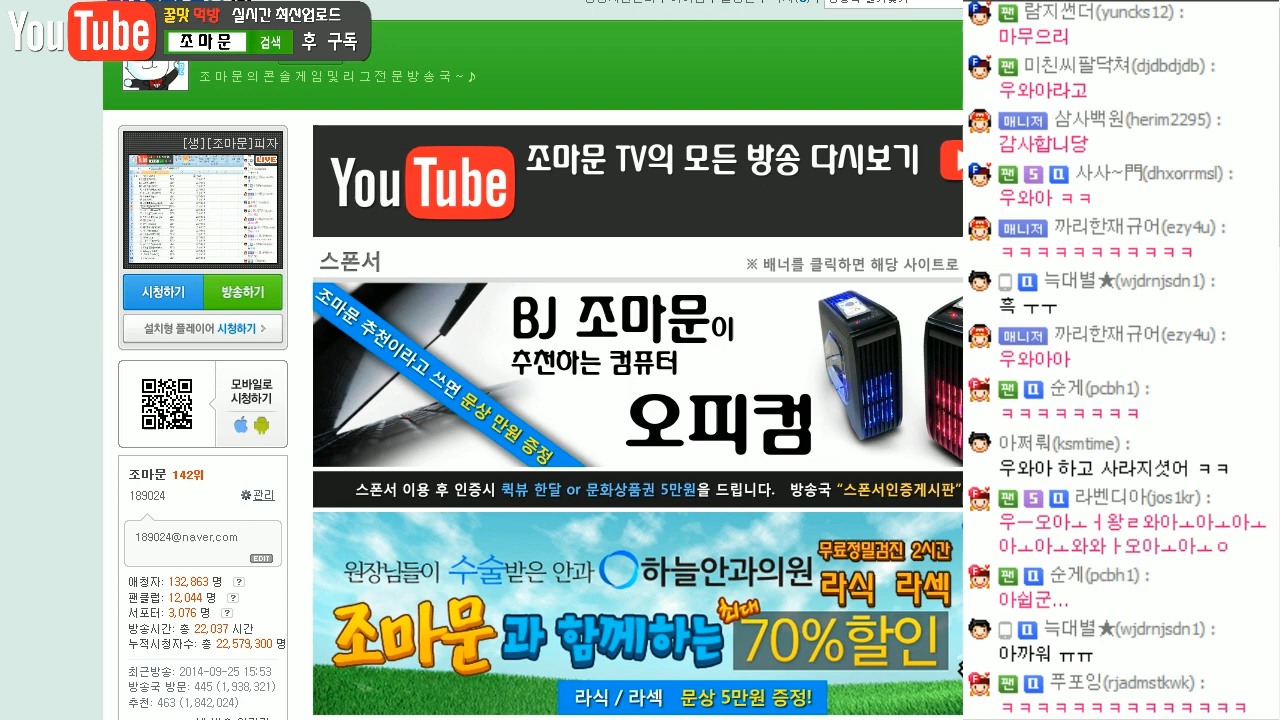 YouTube
꿀맛 먹방 실시간 최신업로드
조 마 문 검색 후 구독
조마문의콘솔게임및리그전문방송국~♪
[생][조마문]피자
LIVE
시청하기 방송하기
설치형 플레이어 시청하기 >
모바일로
시청하기
조마문 142위
189024 관리
189024@naver.com
EDIT
애청자: 132,863 명 ?
팬클럽: 12,044 명
서포터: 3,076 명 ?
방송시간: 총 22,037 시간
누적시청자수: 총 22,579,308 명
최근방송: 2014-09-25
방송국 방문: 445
YouTube 조마문 TV의 모든 방송 다시보기
스폰서
※ 배너를 클릭하면 해당 사이트로
조마문 추천이라고 쓰면 문상 만원 증정
BJ 조마문이
추천하는 컴퓨터
오피컴
스폰서 이용 후 인증시 퀵뷰 한달 or 문화상품권 5만원을 드립니다. 방송국 "스폰서인증게시판"
원장님들이 수술받은 안과 하늘안과의원
무료정밀검진 2시간
라식 라섹
조마문과 함께하는 최대 70%할인
라식 / 라섹 문상 5만원 증정!
팬 람지썬더(yuncks12) :
마무으리
팬 미친씨팔닥쳐(djdbdjdb) :
우와아라고
매니저 삼사백원(herim2295) :
감사합니당
팬 S Q 사사~門(dhxorrmsl) :
우와아 ㅋㅋ
매니저 까리한재규어(ezy4u) :
ㅋㅋㅋㅋㅋㅋㅋㅋㅋㅋㅋ
Q 늑대별★(wjdrnjsdn1) :
흑 ㅜㅜ
매니저 까리한재규어(ezy4u) :
우와아아
팬 Q 순게(pcbh1) :
ㅋㅋㅋㅋㅋㅋㅋㅋ
아쩌뤄(ksmtime) :
우와아 하고 사라지셧어 ㅋㅋ
팬 S Q 라벤디아(jos1kr) :
우ㅡ오아ㅗㅓ왕ㄹ와아ㅗ아ㅗ아ㅗ
아ㅗ아ㅗ와와ㅏ오아ㅗ아ㅗㅇ
팬 Q 순게(pcbh1) :
아쉽군...
Q 늑대별★(wjdrnjsdn1) :
아까워 ㅠㅠ
팬 Q 푸포잉(rjadmstkwk) :
ㅋㅋㅋㅋㅋㅋㅋㅋㅋㅋㅋㅋㅋㅋ